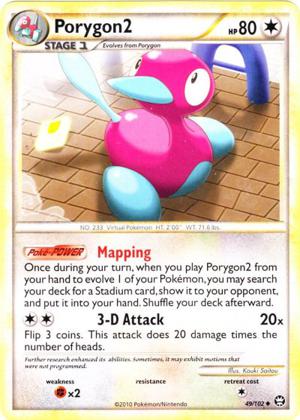 Porygon2 HP 80
STAGE 1 Evolves from Porygon
NO. 233 Virtual Pokémon HT: 2'00" WT: 71.6 lbs.
Poké-POWER Mapping
Once during your turn, when you play Porygon2 from
your hand to evolve 1 of your Pokémon, you may search
your deck for a Stadium card, show it to your opponent,
and put it into your hand. Shuffle your deck afterward.
3-D Attack 20x
Flip 3 coins. This attack does 20 damage times the
number of heads.
Further research enhanced its abilities. Sometimes, it may exhibit motions that
were not programmed.
Illus. Kouki Saitou
weakness resistance retreat cost
×2
©2010 Pokémon/Nintendo 49/102